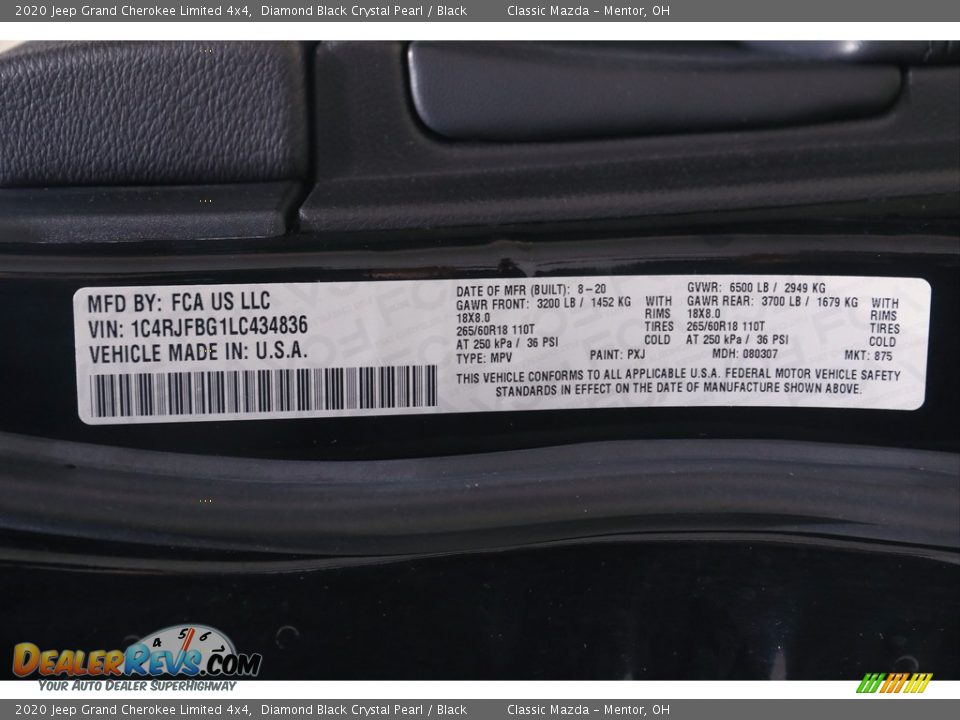 2020 Jeep Grand Cherokee Limited 4x4, Diamond Black Crystal Pearl / Black Classic Mazda – Mentor, OH
MFD BY: FCA US LLC
VIN: 1C4RJFBG1LC434836
VEHICLE MADE IN: U.S.A.
DATE OF MFR (BUILT): 8-20 GVWR: 6500 LB / 2949 KG
GAWR FRONT: 3200 LB / 1452 KG WITH GAWR REAR: 3700 LB / 1679 KG WITH
18X8.0 RIMS 18X8.0 RIMS
265/60R18 110T TIRES 265/60R18 110T TIRES
AT 250 kPa / 36 PSI COLD AT 250 kPa / 36 PSI COLD
TYPE: MPV PAINT: PXJ MDH: 080307 MKT: 875
THIS VEHICLE CONFORMS TO ALL APPLICABLE U.S.A. FEDERAL MOTOR VEHICLE SAFETY
STANDARDS IN EFFECT ON THE DATE OF MANUFACTURE SHOWN ABOVE.
4 5 6
DEALERREVS.COM
YOUR AUTO DEALER SUPERHIGHWAY
2020 Jeep Grand Cherokee Limited 4x4, Diamond Black Crystal Pearl / Black Classic Mazda – Mentor, OH